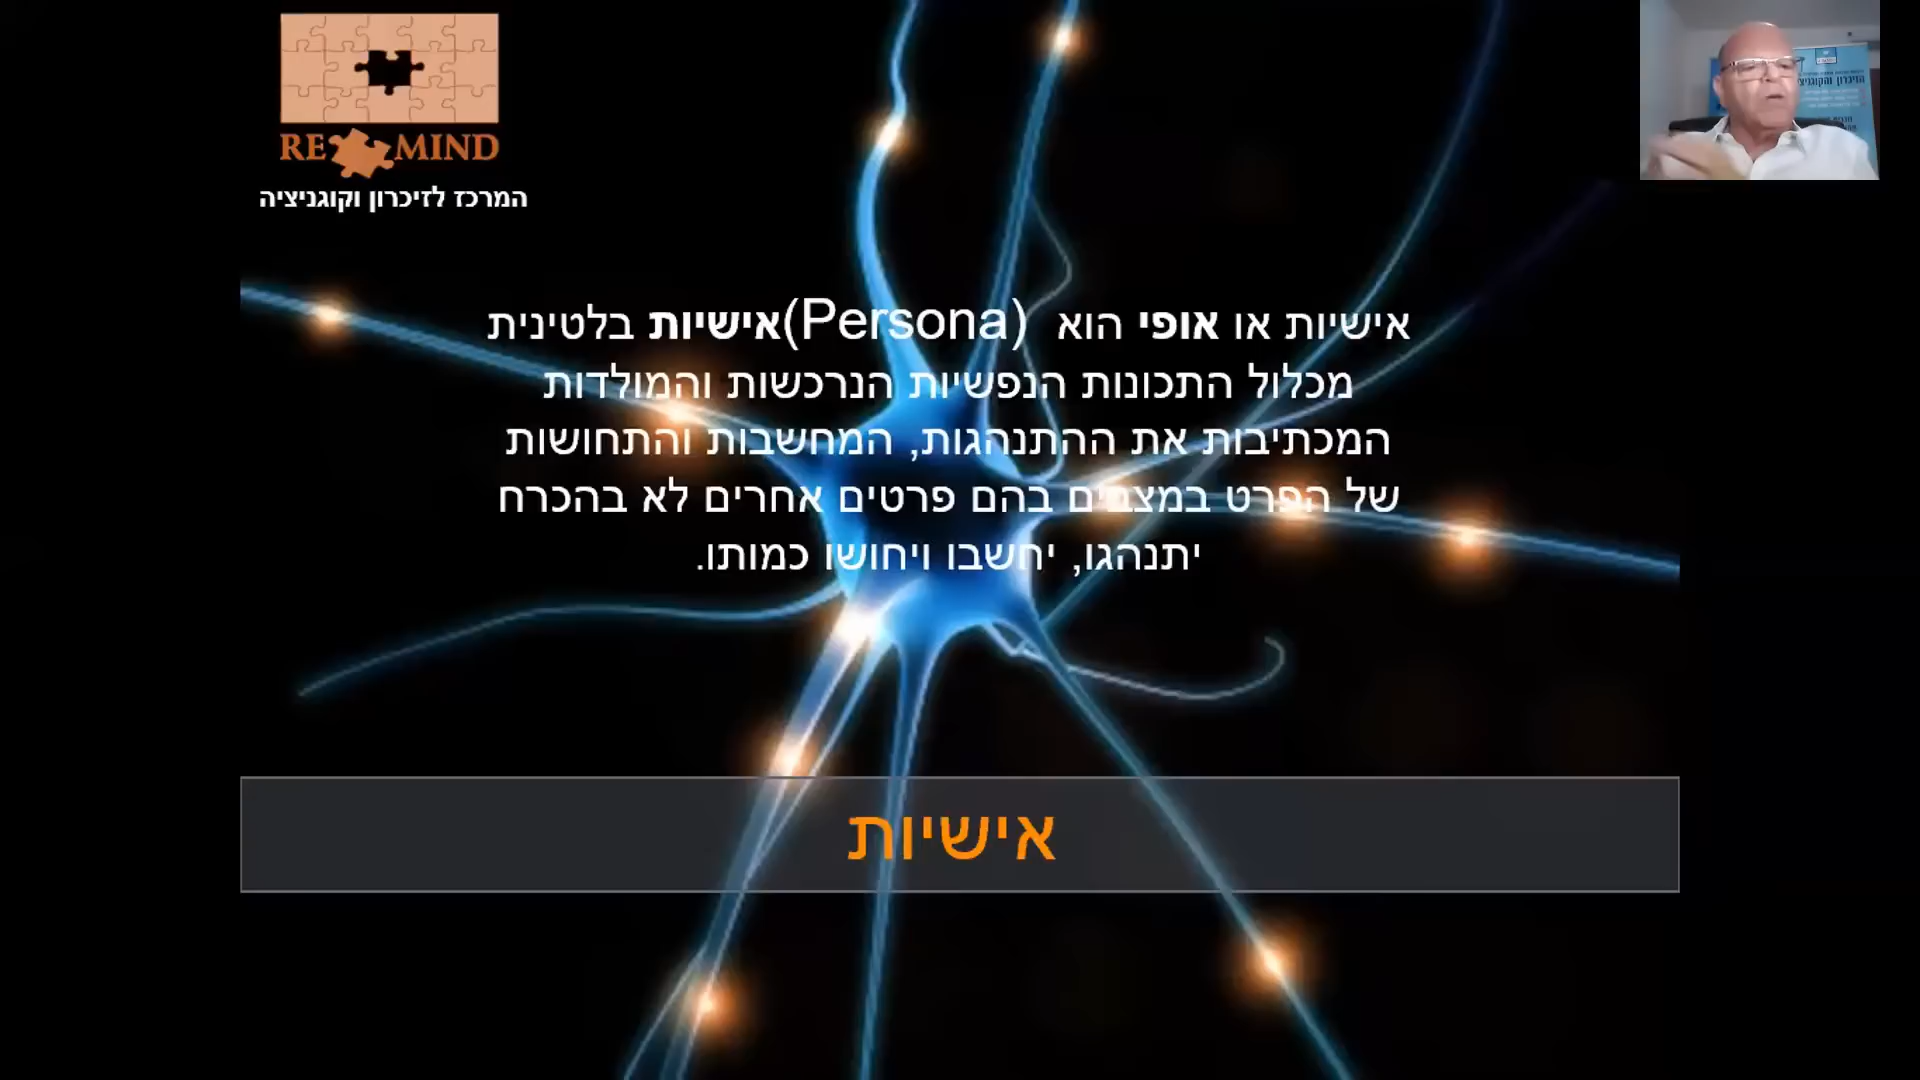 RE MIND
המרכז לזיכרון וקוגניציה
אישיות או אופי הוא (Persona)אישיות בלטינית
מכלול התכונות הנפשיות הנרכשות והמולדות
המכתיבות את ההתנהגות, המחשבות והתחושות
של הפרט במצבים בהם פרטים אחרים לא בהכרח
יתנהגו, יחשבו ויחושו כמותו.
אישיות